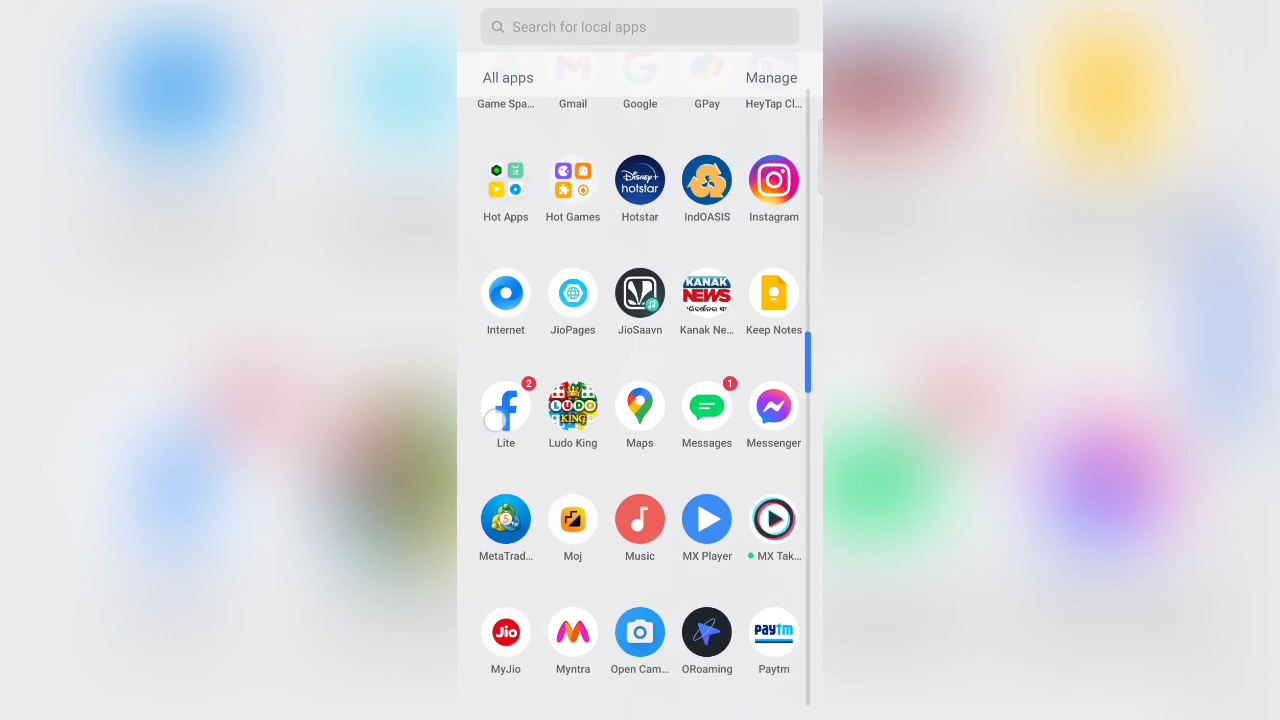 Search for local apps
All apps
Manage
Game Spa...
Gmail
Google
GPay
HeyTap Cl...
Disney+
hotstar
Hot Apps
Hot Games
Hotstar
IndOASIS
Instagram
KANAK
NEWS
Internet
JioPages
JioSaavn
Kanak Ne...
Keep Notes
2
1
LUDO
KING
Lite
Ludo King
Maps
Messages
Messenger
5
MetaTrad...
Moj
Music
MX Player
MX Tak...
Jio
paytm
MyJio
Myntra
Open Cam...
ORoaming
Paytm